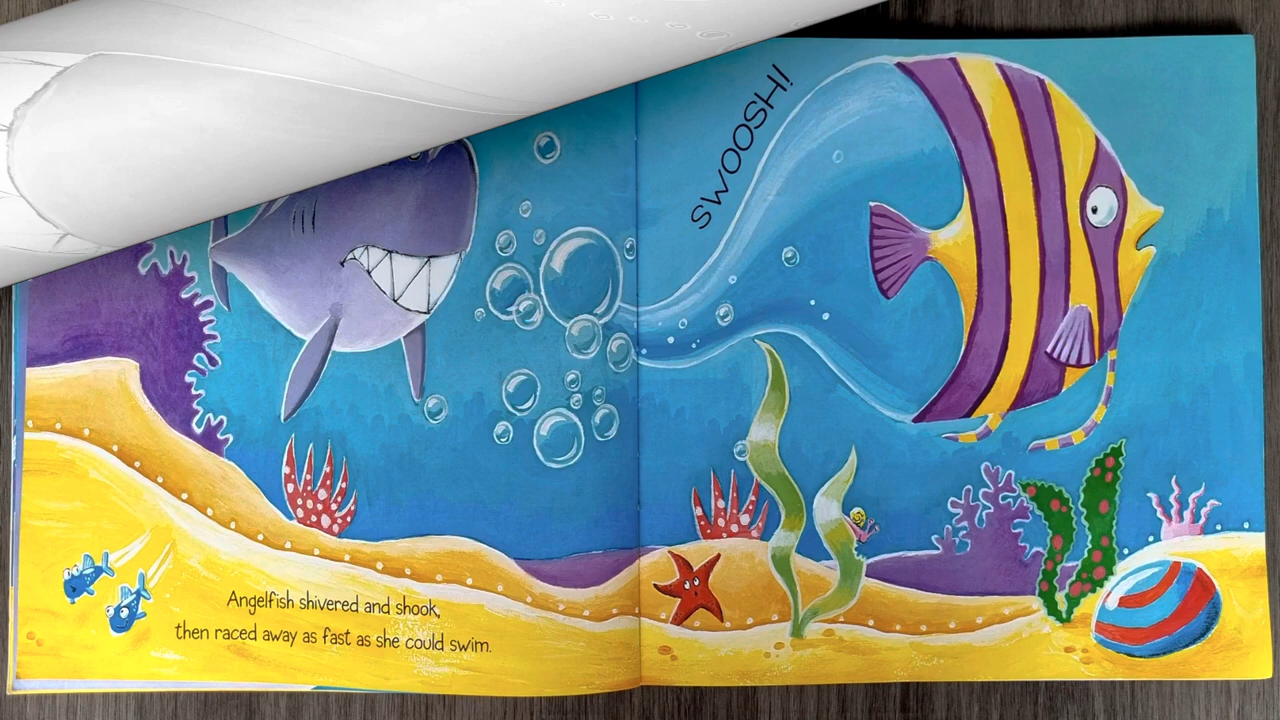 Angelfish shivered and shook,
then raced away as fast as she could swim.
SWOOSH!